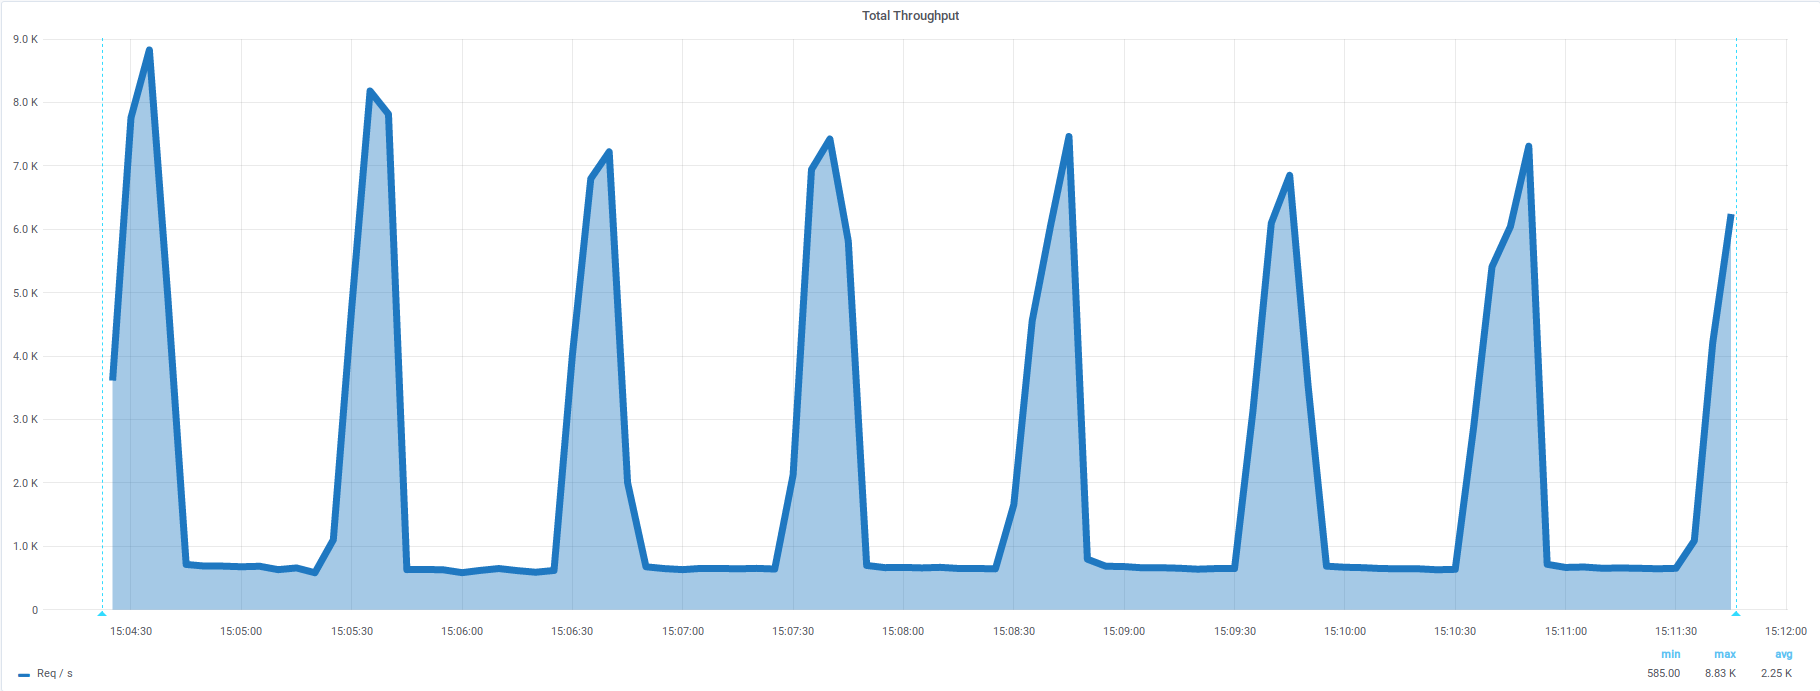 Total Throughput
9.0 K
8.0 K
7.0 K
6.0 K
5.0 K
4.0 K
3.0 K
2.0 K
1.0 K
0
15:04:30 15:05:00 15:05:30 15:06:00 15:06:30 15:07:00 15:07:30 15:08:00 15:08:30 15:09:00 15:09:30 15:10:00 15:10:30 15:11:00 15:11:30 15:12:00
min max avg
Req / s 585.00 8.83 K 2.25 K